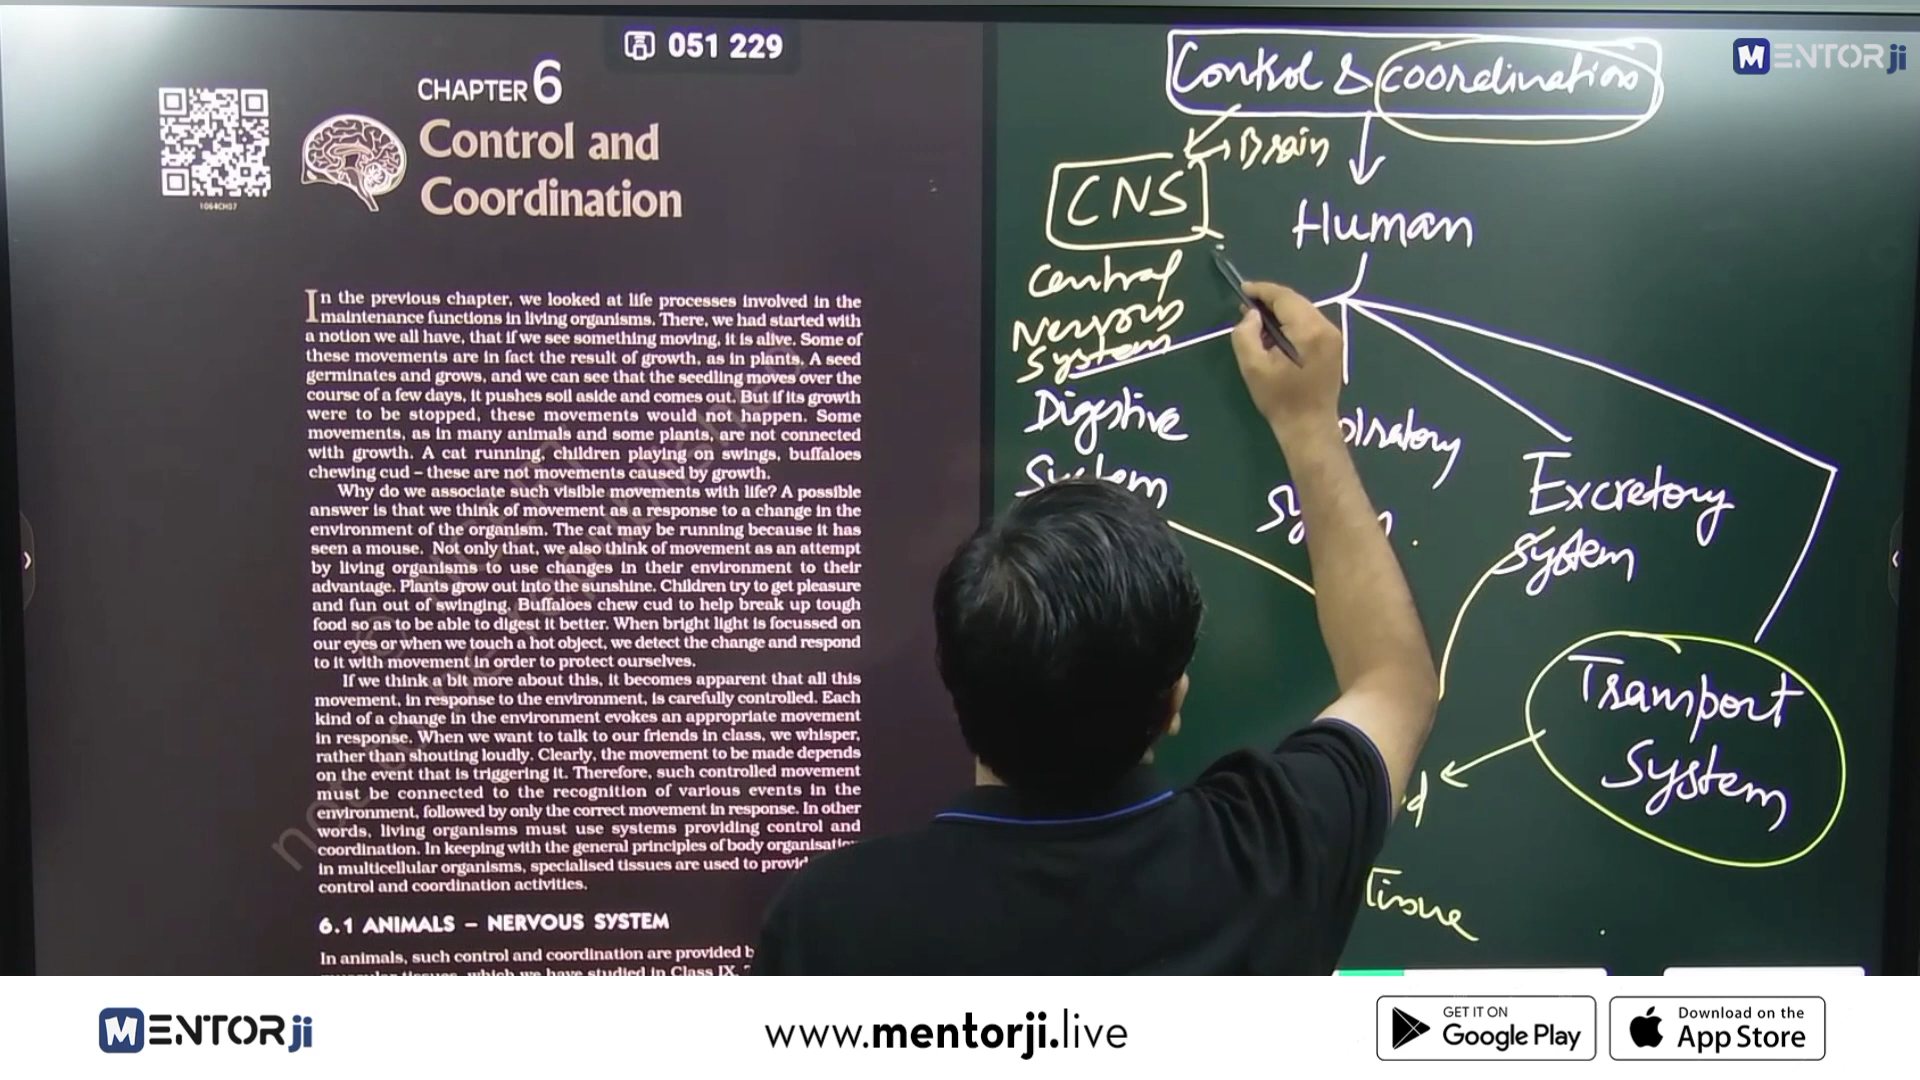 051 229
CHAPTER 6
Control and
Coordination
1064CH07
In the previous chapter, we looked at life processes involved in the
maintenance functions in living organisms. There, we had started with
a notion we all have, that if we see something moving, it is alive. Some of
these movements are in fact the result of growth, as in plants. A seed
germinates and grows, and we can see that the seedling moves over the
course of a few days, it pushes soil aside and comes out. But if its growth
were to be stopped, these movements would not happen. Some
movements, as in many animals and some plants, are not connected
with growth. A cat running, children playing on swings, buffaloes
chewing cud – these are not movements caused by growth.
Why do we associate such visible movements with life? A possible
answer is that we think of movement as a response to a change in the
environment of the organism. The cat may be running because it has
seen a mouse. Not only that, we also think of movement as an attempt
by living organisms to use changes in their environment to their
advantage. Plants grow out into the sunshine. Children try to get pleasure
and fun out of swinging. Buffaloes chew cud to help break up tough
food so as to be able to digest it better. When bright light is focussed on
our eyes or when we touch a hot object, we detect the change and respond
to it with movement in order to protect ourselves.
If we think a bit more about this, it becomes apparent that all this
movement, in response to the environment, is carefully controlled. Each
kind of a change in the environment evokes an appropriate movement
in response. When we want to talk to our friends in class, we whisper,
rather than shouting loudly. Clearly, the movement to be made depends
on the event that is triggering it. Therefore, such controlled movement
must be connected to the recognition of various events in the
environment, followed by only the correct movement in response. In other
words, living organisms must use systems providing control and
coordination. In keeping with the general principles of body organisatio
in multicellular organisms, specialised tissues are used to provid
control and coordination activities.
6.1 ANIMALS – NERVOUS SYSTEM
In animals, such control and coordination are provided b
which we have studied in Class IX.
Control & coordination
Brain
CNS
Human
Central
Nervous
System
Digestive
System
Excretory
System
Transport
System
Tissue
MENTORji
MENTORji
www.mentorji.live
GET IT ON
Google Play
Download on the
App Store